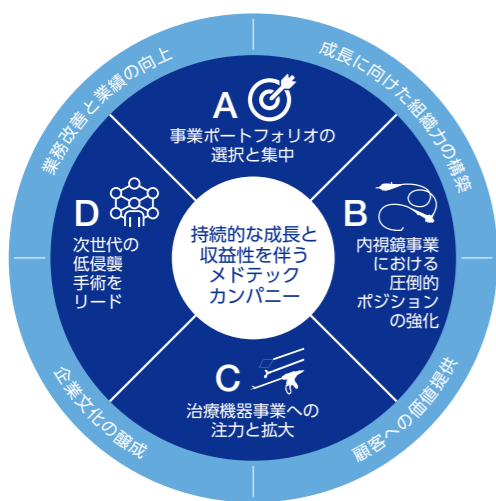 業務改善と業績の向上
成長に向けた組織力の構築
A
事業ポートフォリオの
選択と集中
D
次世代の
低侵襲
手術を
リード
持続的な成長と
収益性を伴う
メドテック
カンパニー
B
内視鏡事業
における
圧倒的
ポジション
の強化
C
治療機器事業への
注力と拡大
企業文化の醸成
顧客への価値提供